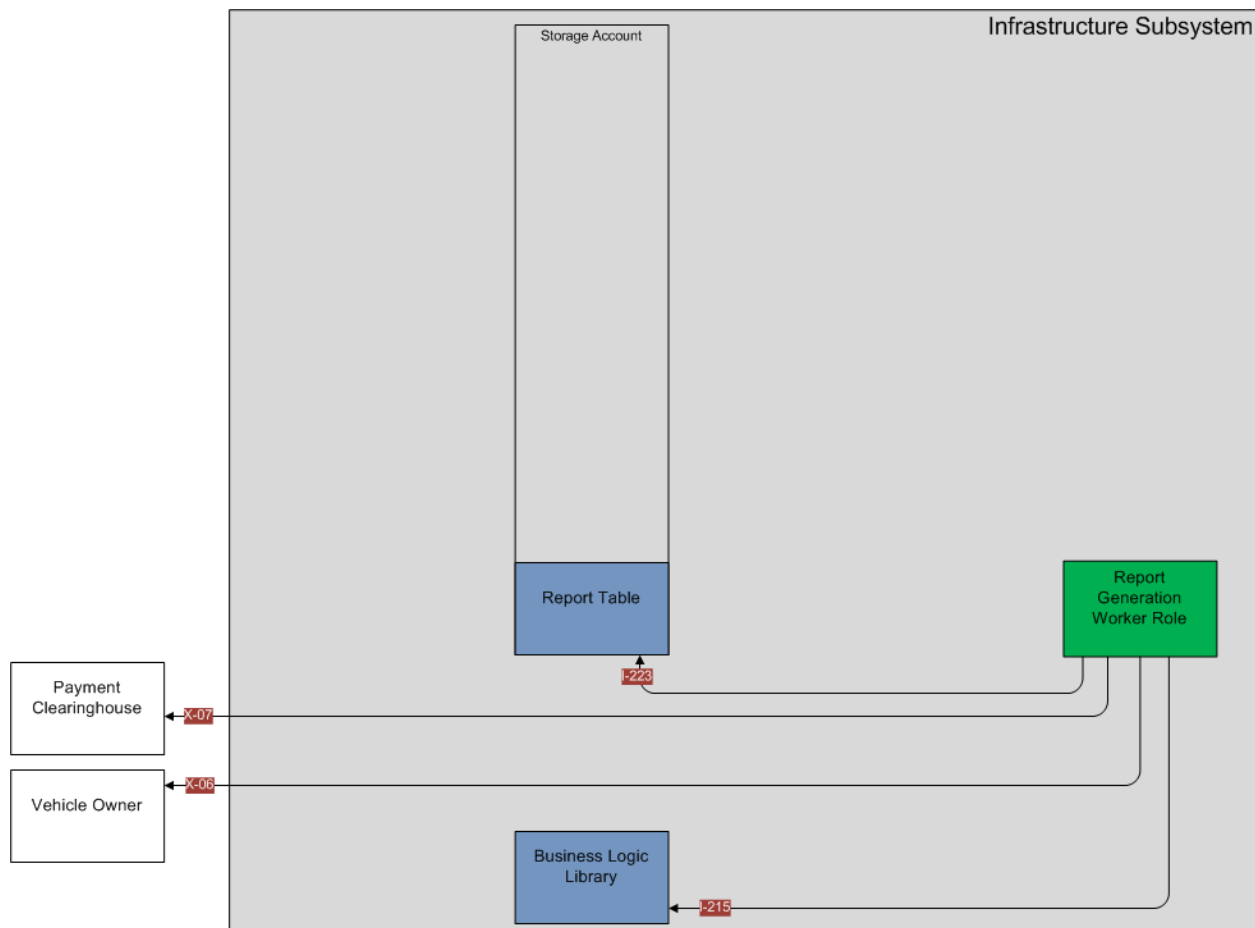 Infrastructure Subsystem
Storage Account
Report Table
Report
Generation
Worker Role
I-223
Payment
Clearinghouse
X-07
X-06
Vehicle Owner
Business Logic
Library
I-215